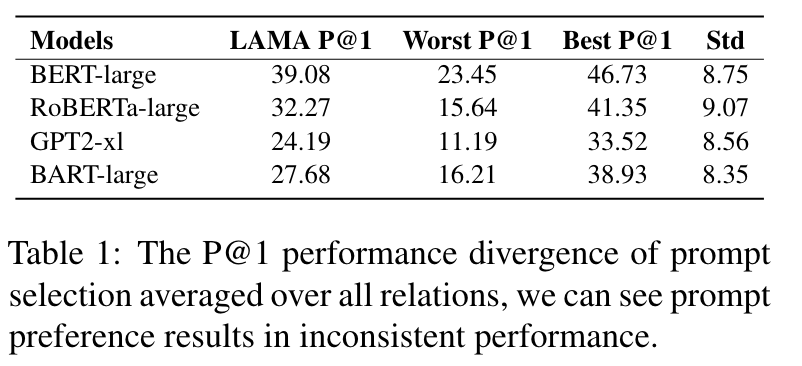 Models LAMA P@1 Worst P@1 Best P@1 Std
BERT-large 39.08 23.45 46.73 8.75
RoBERTa-large 32.27 15.64 41.35 9.07
GPT2-xl 24.19 11.19 33.52 8.56
BART-large 27.68 16.21 38.93 8.35
Table 1: The P@1 performance divergence of prompt
selection averaged over all relations, we can see prompt
preference results in inconsistent performance.